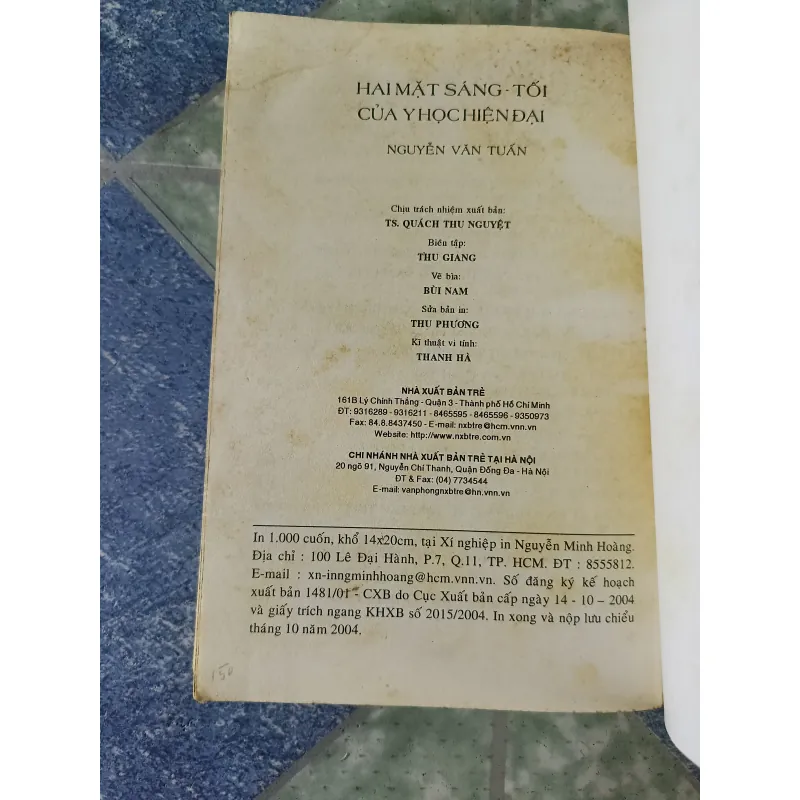 HAI MẶT SÁNG - TỐI
CỦA Y HỌC HIỆN ĐẠI
NGUYỄN VĂN TUẤN
Chịu trách nhiệm xuất bản:
TS. QUÁCH THU NGUYỆT
Biên tập:
THU GIANG
Vẽ bìa:
BÙI NAM
Sửa bản in:
THU PHƯƠNG
Kĩ thuật vi tính:
THANH HÀ
NHÀ XUẤT BẢN TRẺ
161B Lý Chính Thắng - Quận 3 - Thành phố Hồ Chí Minh
ĐT: 9316289 - 9316211 - 8465595 - 8465596 - 9350973
Fax: 84.8.8437450 - E-mail: nxbtre@hcm.vnn.vn
Website: http://www.nxbtre.com.vn
CHI NHÁNH NHÀ XUẤT BẢN TRẺ TẠI HÀ NỘI
20 ngõ 91, Nguyễn Chí Thanh, Quận Đống Đa - Hà Nội
ĐT & Fax: (04) 7734544
E-mail: vanphongnxbtre@hn.vnn.vn
In 1.000 cuốn, khổ 14x20cm, tại Xí nghiệp in Nguyễn Minh Hoàng.
Địa chỉ : 100 Lê Đại Hành, P.7, Q.11, TP. HCM. ĐT : 8555812.
E-mail : xn-inngminhhoang@hcm.vnn.vn. Số đăng ký kế hoạch
xuất bản 1481/01 - CXB do Cục Xuất bản cấp ngày 14 - 10 – 2004
và giấy trích ngang KHXB số 2015/2004. In xong và nộp lưu chiểu
tháng 10 năm 2004.